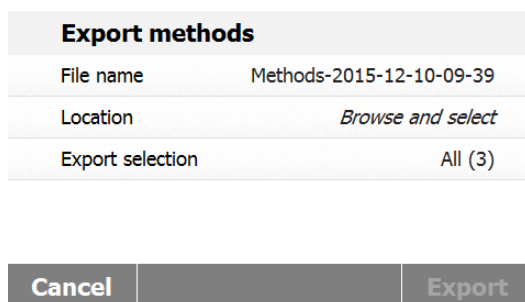 Export methods
File name Methods-2015-12-10-09-39
Location Browse and select
Export selection All (3)
Cancel Export